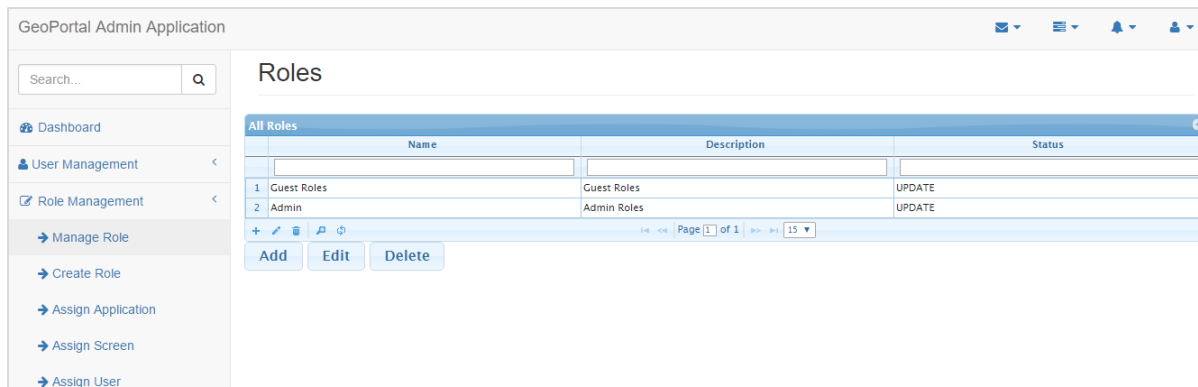 GeoPortal Admin Application
Search...
Dashboard
User Management
Role Management
Manage Role
Create Role
Assign Application
Assign Screen
Assign User
Roles
All Roles
Name Description Status
1 Guest Roles Guest Roles UPDATE
2 Admin Admin Roles UPDATE
Page 1 of 1 15
Add Edit Delete